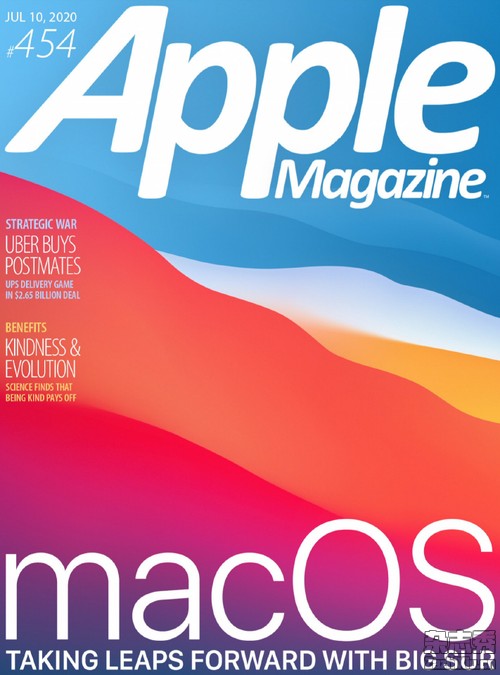 JUL 10, 2020
#454
Apple
Magazine™
STRATEGIC WAR
UBER BUYS
POSTMATES
UPS DELIVERY GAME
IN $2.65 BILLION DEAL
BENEFITS
KINDNESS &
EVOLUTION
SCIENCE FINDS THAT
BEING KIND PAYS OFF
macOS
TAKING LEAPS FORWARD WITH BIG SUR